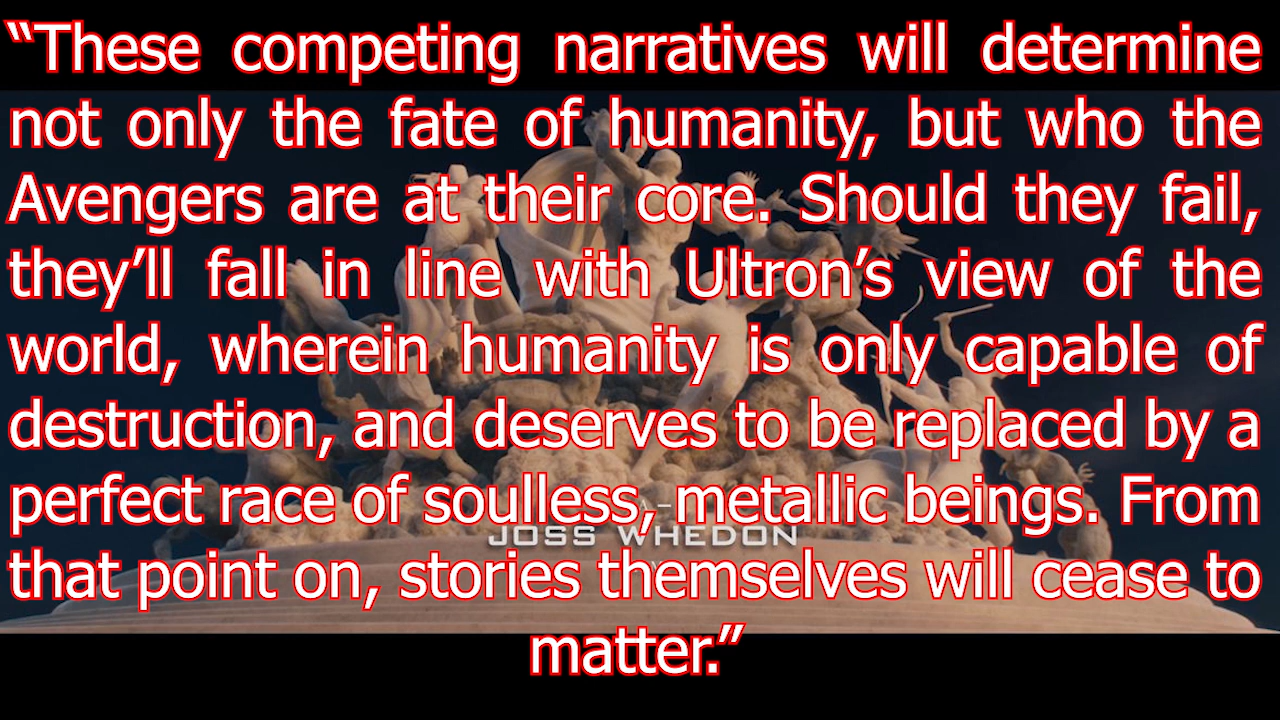 “These competing narratives will determine
not only the fate of humanity, but who the
Avengers are at their core. Should they fail,
they’ll fall in line with Ultron’s view of the
world, wherein humanity is only capable of
destruction, and deserves to be replaced by a
perfect race of soulless, metallic beings. From
JOSS WHEDON
that point on, stories themselves will cease to
matter.”